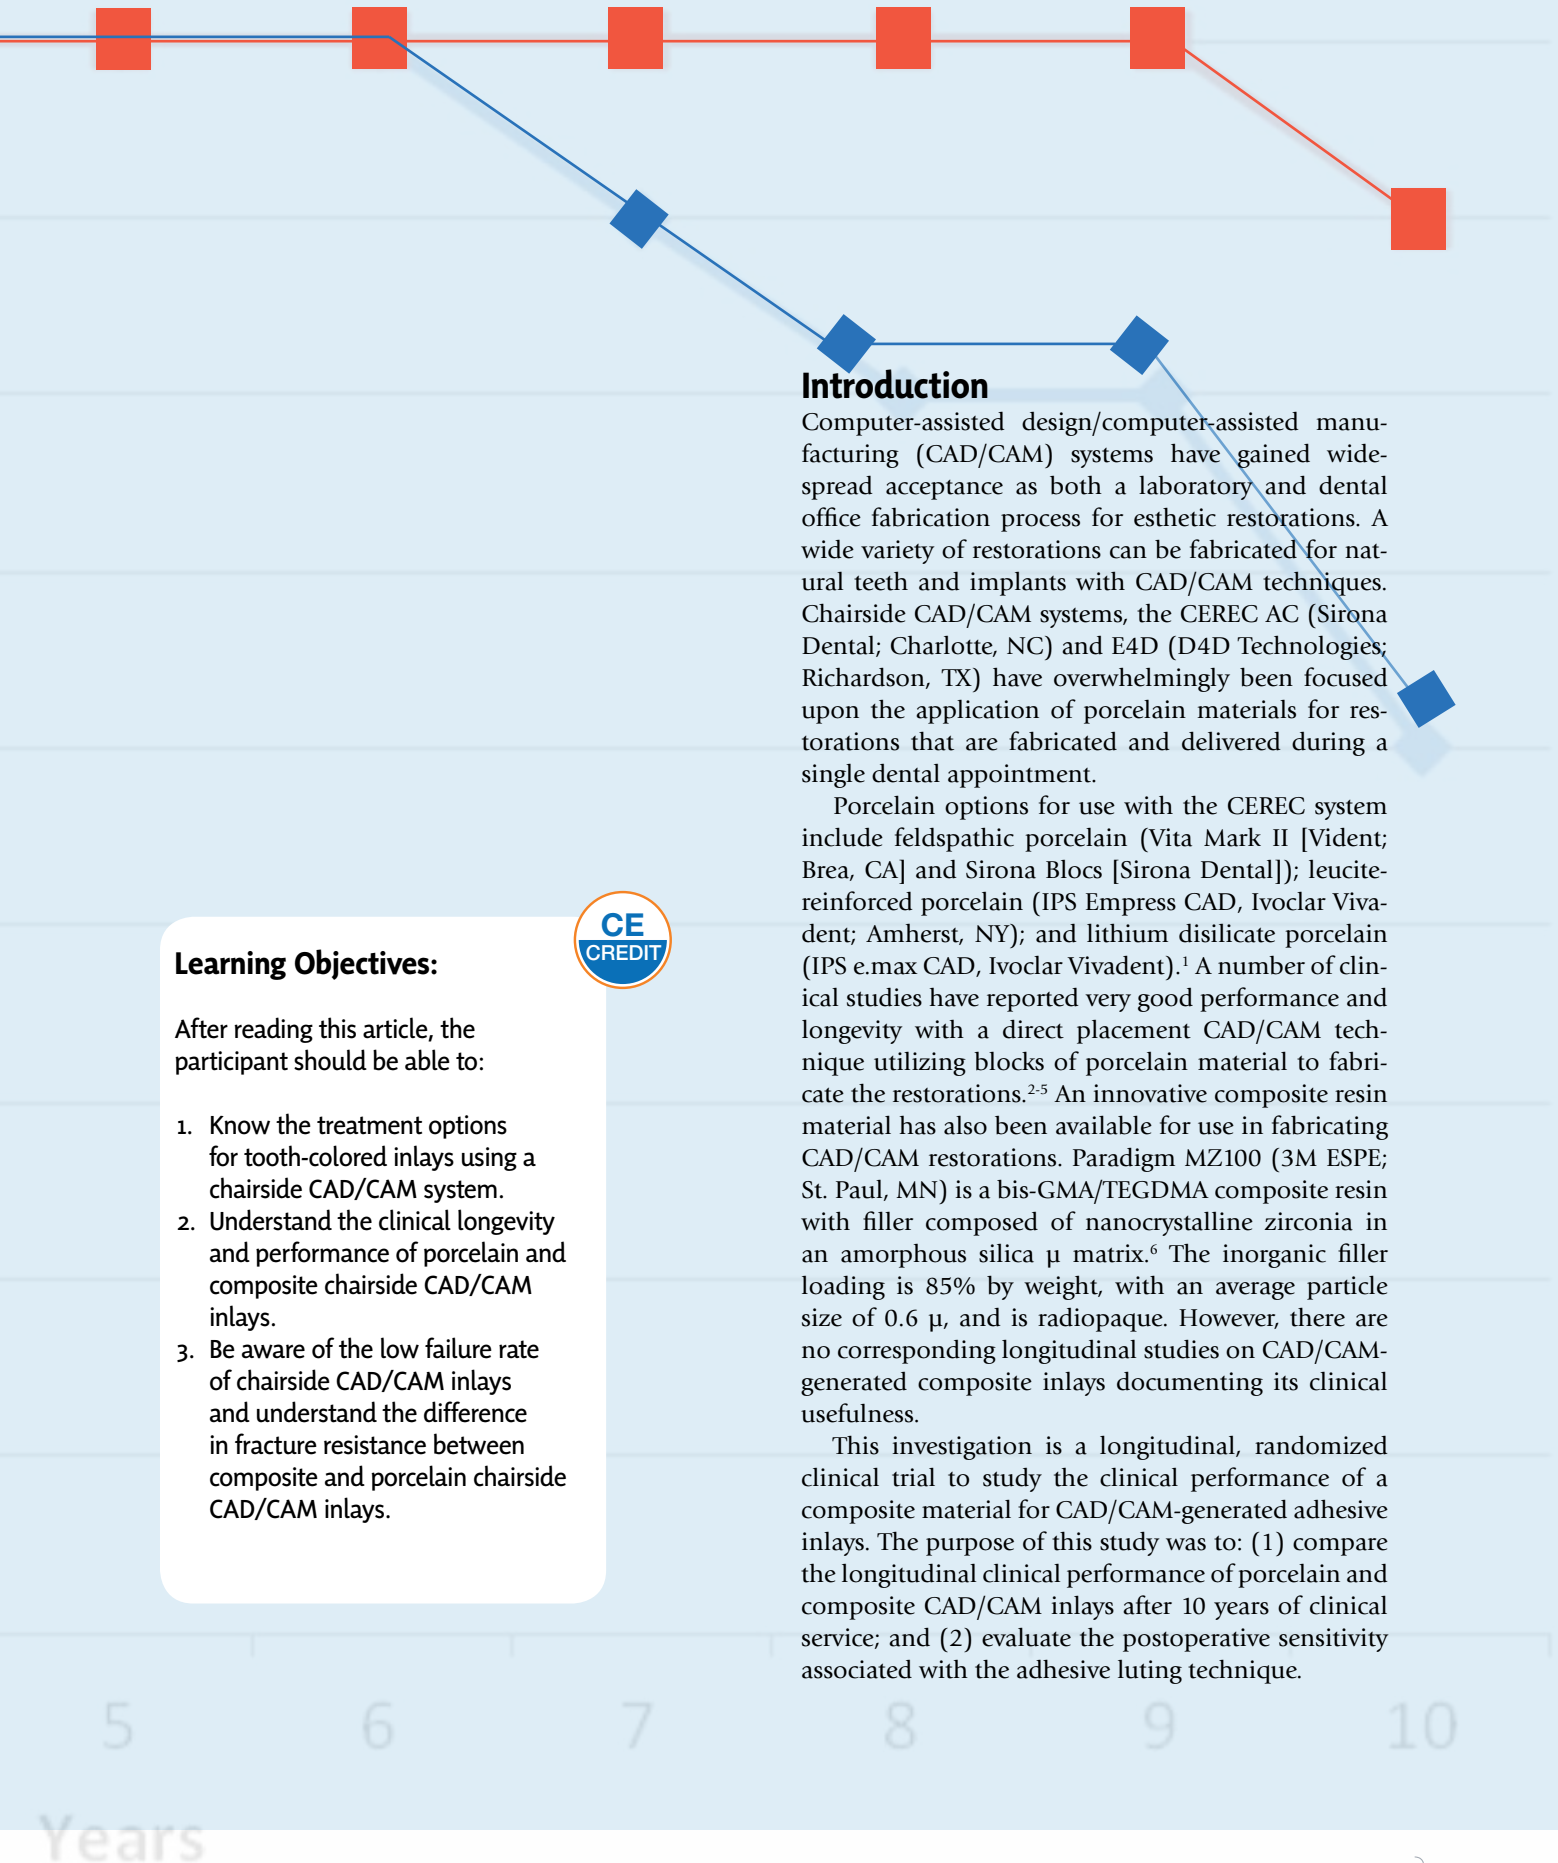 Introduction
Computer-assisted design/computer-assisted manu-
facturing (CAD/CAM) systems have gained wide-
spread acceptance as both a laboratory and dental
office fabrication process for esthetic restorations. A
wide variety of restorations can be fabricated for nat-
ural teeth and implants with CAD/CAM techniques.
Chairside CAD/CAM systems, the CEREC AC (Sirona
Dental; Charlotte, NC) and E4D (D4D Technologies;
Richardson, TX) have overwhelmingly been focused
upon the application of porcelain materials for res-
torations that are fabricated and delivered during a
single dental appointment.
Porcelain options for use with the CEREC system
include feldspathic porcelain (Vita Mark II [Vident;
Brea, CA] and Sirona Blocs [Sirona Dental]); leucite-
reinforced porcelain (IPS Empress CAD, Ivoclar Viva-
dent; Amherst, NY); and lithium disilicate porcelain
(IPS e.max CAD, Ivoclar Vivadent).1 A number of clin-
ical studies have reported very good performance and
longevity with a direct placement CAD/CAM tech-
nique utilizing blocks of porcelain material to fabri-
cate the restorations.2-5 An innovative composite resin
material has also been available for use in fabricating
CAD/CAM restorations. Paradigm MZ100 (3M ESPE;
St. Paul, MN) is a bis-GMA/TEGDMA composite resin
with filler composed of nanocrystalline zirconia in
an amorphous silica µ matrix.6 The inorganic filler
loading is 85% by weight, with an average particle
size of 0.6 µ, and is radiopaque. However, there are
no corresponding longitudinal studies on CAD/CAM-
generated composite inlays documenting its clinical
usefulness.
This investigation is a longitudinal, randomized
clinical trial to study the clinical performance of a
composite material for CAD/CAM-generated adhesive
inlays. The purpose of this study was to: (1) compare
the longitudinal clinical performance of porcelain and
composite CAD/CAM inlays after 10 years of clinical
service; and (2) evaluate the postoperative sensitivity
associated with the adhesive luting technique.
CE
CREDIT
Learning Objectives:
After reading this article, the
participant should be able to:
1. Know the treatment options
for tooth-colored inlays using a
chairside CAD/CAM system.
2. Understand the clinical longevity
and performance of porcelain and
composite chairside CAD/CAM
inlays.
3. Be aware of the low failure rate
of chairside CAD/CAM inlays
and understand the difference
in fracture resistance between
composite and porcelain chairside
CAD/CAM inlays.
5 6 7 8 9 10
Years